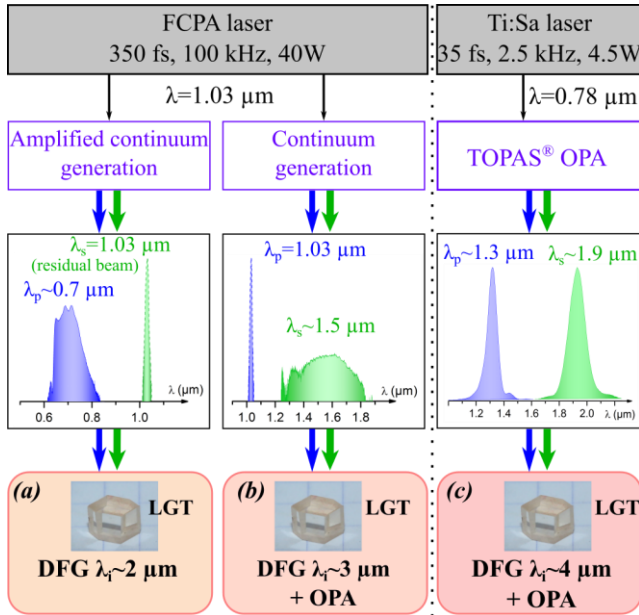 FCPA laser
350 fs, 100 kHz, 40W
Ti:Sa laser
35 fs, 2.5 kHz, 4.5W
λ=1.03 µm
λ=0.78 µm
Amplified continuum
generation
Continuum
generation
TOPAS® OPA
λs=1.03 µm
(residual beam)
λp~0.7 µm
λ (µm)
0.6 0.8 1.0
λp=1.03 µm
λs~1.5 µm
λ (µm)
1.0 1.2 1.4 1.6 1.8
λp~1.3 µm
λs~1.9 µm
λ (µm)
1.2 1.4 1.6 1.8 2.0
(a)
LGT
DFG λi~2 µm
(b)
LGT
DFG λi~3 µm
+ OPA
(c)
LGT
DFG λi~4 µm
+ OPA